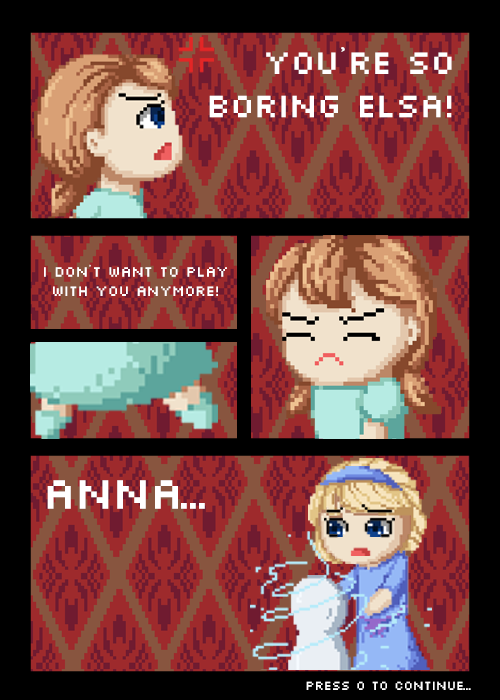 YOU'RE SO
BORING ELSA!
I DON'T WANT TO PLAY
WITH YOU ANYMORE!
ANNA...
PRESS O TO CONTINUE...